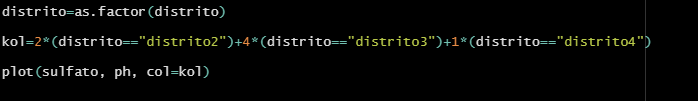 distrito=as.factor(distrito)
kol=2*(distrito=="distrito2")+4*(distrito=="distrito3")+1*(distrito=="distrito4")
plot(sulfato, ph, col=kol)